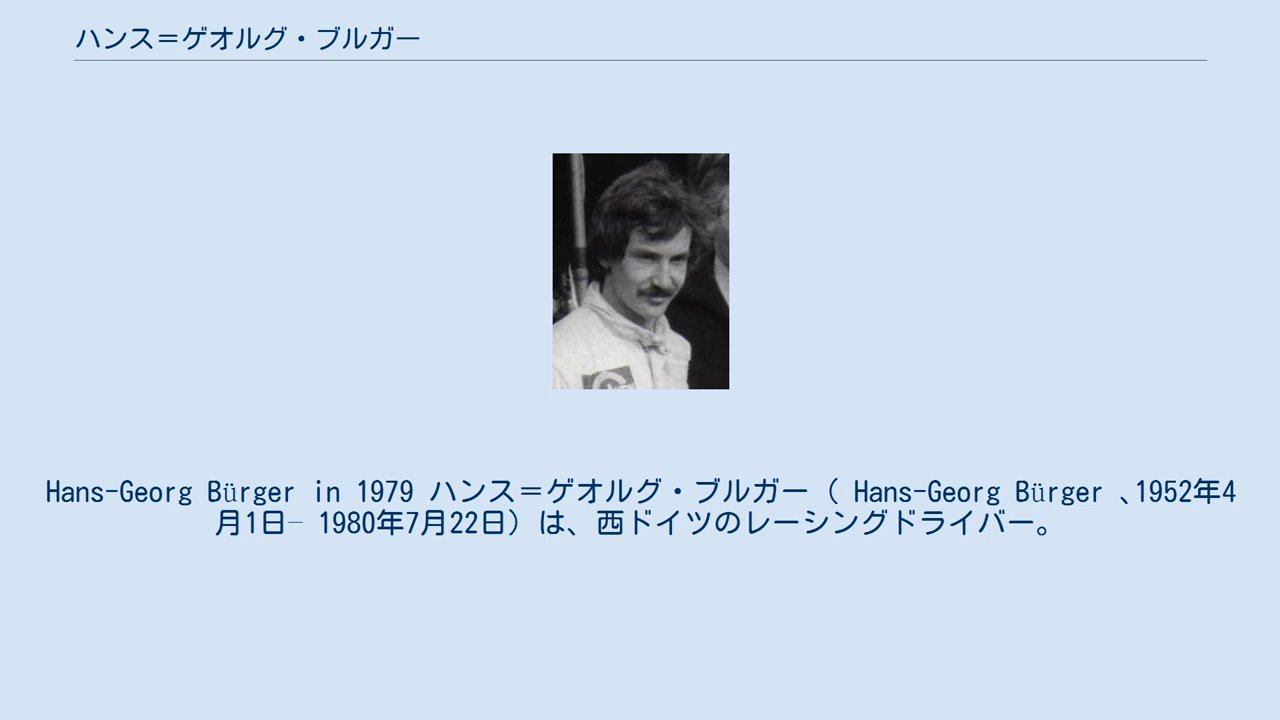 ハンス＝ゲオルグ・ブルガー
Hans-Georg Bürger in 1979 ハンス＝ゲオルグ・ブルガー（ Hans-Georg Bürger 、1952年4
月1日– 1980年7月22日）は、西ドイツのレーシングドライバー。